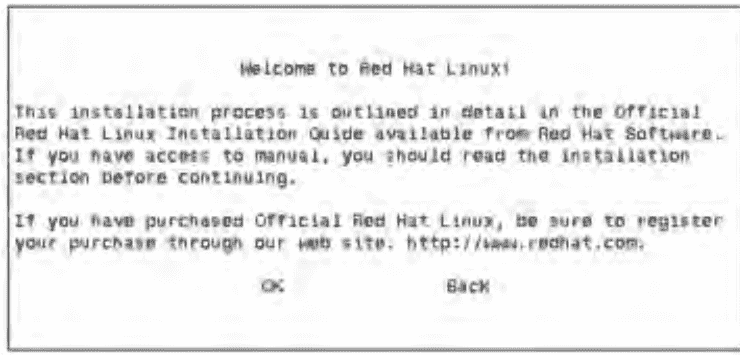 Welcome to Red Hat Linux!
This installation process is outlined in detail in the Official
Red Hat Linux Installation Guide available from Red Hat Software.
If you have access to manual, you should read the installation
section before continuing.
If you have purchased Official Red Hat Linux, be sure to register
your purchase through our web site. http://www.redhat.com.
OK Back